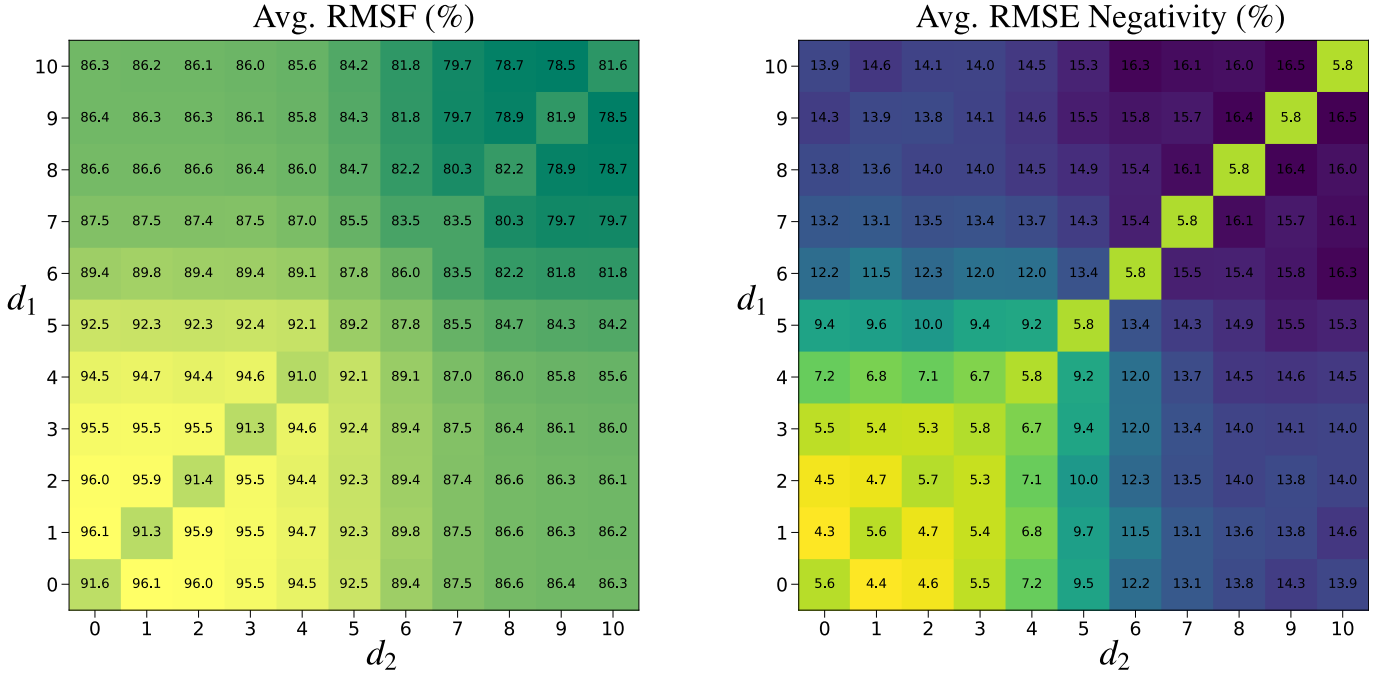 Avg. RMSF (%)
10 86.3 86.2 86.1 86.0 85.6 84.2 81.8 79.7 78.7 78.5 81.6
9 86.4 86.3 86.3 86.1 85.8 84.3 81.8 79.7 78.9 81.9 78.5
8 86.6 86.6 86.6 86.4 86.0 84.7 82.2 80.3 82.2 78.9 78.7
7 87.5 87.5 87.4 87.5 87.0 85.5 83.5 83.5 80.3 79.7 79.7
6 89.4 89.8 89.4 89.4 89.1 87.8 86.0 83.5 82.2 81.8 81.8
d1
5 92.5 92.3 92.3 92.4 92.1 89.2 87.8 85.5 84.7 84.3 84.2
4 94.5 94.7 94.4 94.6 91.0 92.1 89.1 87.0 86.0 85.8 85.6
3 95.5 95.5 95.5 91.3 94.6 92.4 89.4 87.5 86.4 86.1 86.0
2 96.0 95.9 91.4 95.5 94.4 92.3 89.4 87.4 86.6 86.3 86.1
1 96.1 91.3 95.9 95.5 94.7 92.3 89.8 87.5 86.6 86.3 86.2
0 91.6 96.1 96.0 95.5 94.5 92.5 89.4 87.5 86.6 86.4 86.3
0 1 2 3 4 5 6 7 8 9 10
d2
Avg. RMSE Negativity (%)
10 13.9 14.6 14.1 14.0 14.5 15.3 16.3 16.1 16.0 16.5 5.8
9 14.3 13.9 13.8 14.1 14.6 15.5 15.8 15.7 16.4 5.8 16.5
8 13.8 13.6 14.0 14.0 14.5 14.9 15.4 16.1 5.8 16.4 16.0
7 13.2 13.1 13.5 13.4 13.7 14.3 15.4 5.8 16.1 15.7 16.1
6 12.2 11.5 12.3 12.0 12.0 13.4 5.8 15.5 15.4 15.8 16.3
d1
5 9.4 9.6 10.0 9.4 9.2 5.8 13.4 14.3 14.9 15.5 15.3
4 7.2 6.8 7.1 6.7 5.8 9.2 12.0 13.7 14.5 14.6 14.5
3 5.5 5.4 5.3 5.8 6.7 9.4 12.0 13.4 14.0 14.1 14.0
2 4.5 4.7 5.7 5.3 7.1 10.0 12.3 13.5 14.0 13.8 14.0
1 4.3 5.6 4.7 5.4 6.8 9.7 11.5 13.1 13.6 13.8 14.6
0 5.6 4.4 4.6 5.5 7.2 9.5 12.2 13.1 13.8 14.3 13.9
0 1 2 3 4 5 6 7 8 9 10
d2